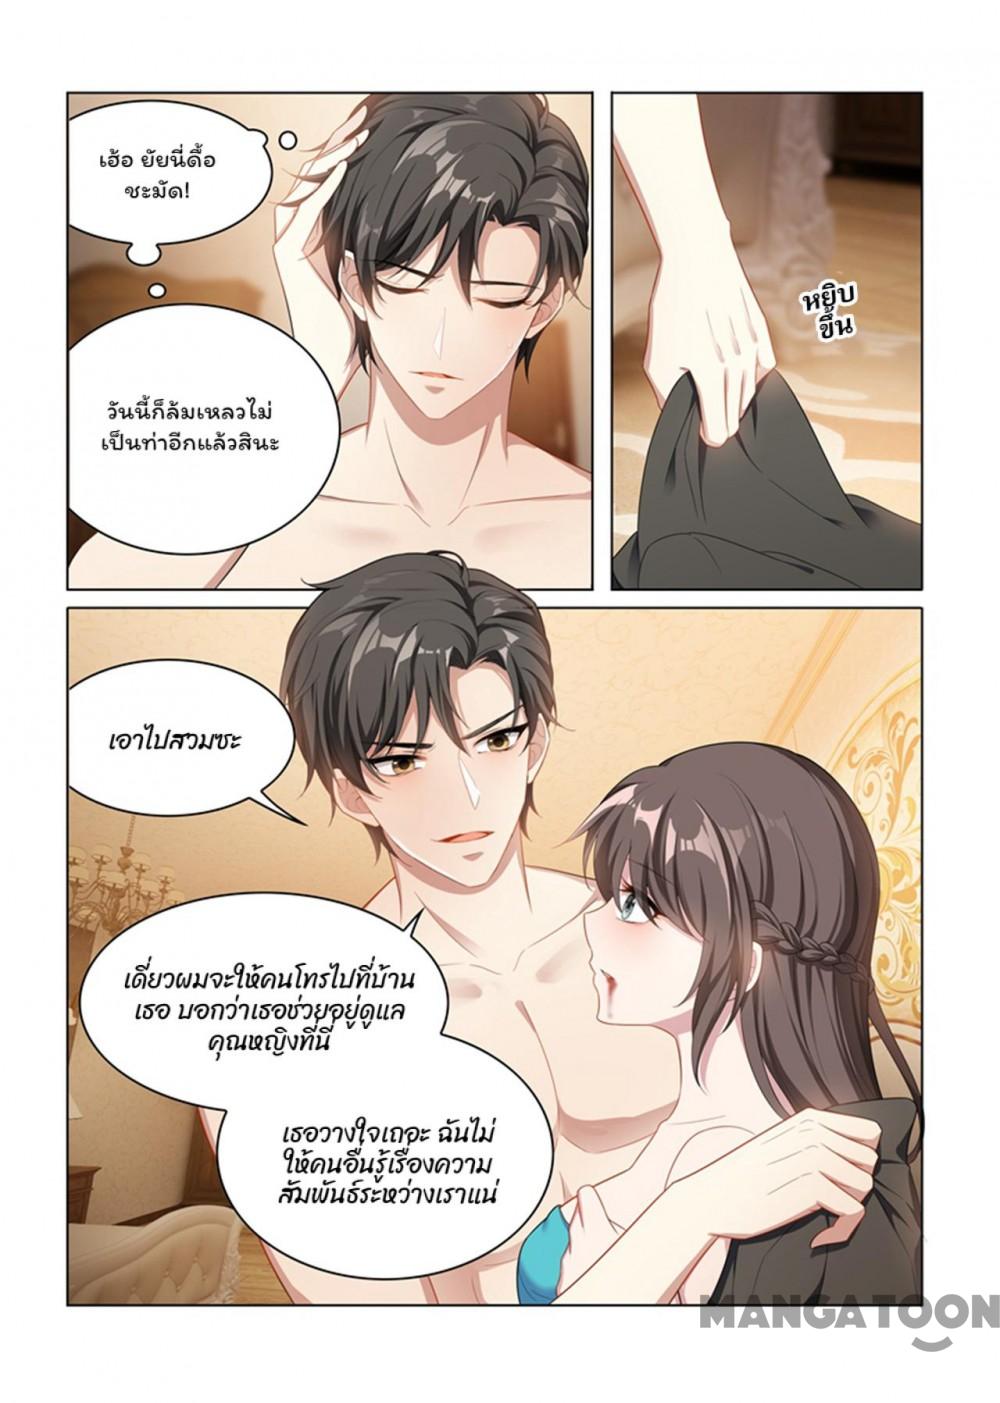 เฮ้อ ยัยนี่ดื้อ
ชะมัด!
วันนี้ก็ล้มเหลวไม่
เป็นท่าอีกแล้วสินะ
หยิบ
ขึ้น
เอาไปสวมซะ
เดี๋ยวผมจะให้คนโทรไปที่บ้าน
เธอ บอกว่าเธอช่วยอยู่ดูแล
คุณหญิงที่นี่
เธอวางใจเถอะ ฉันไม่
ให้คนอื่นรู้เรื่องความ
สัมพันธ์ระหว่างเราแน่
MANGATOON